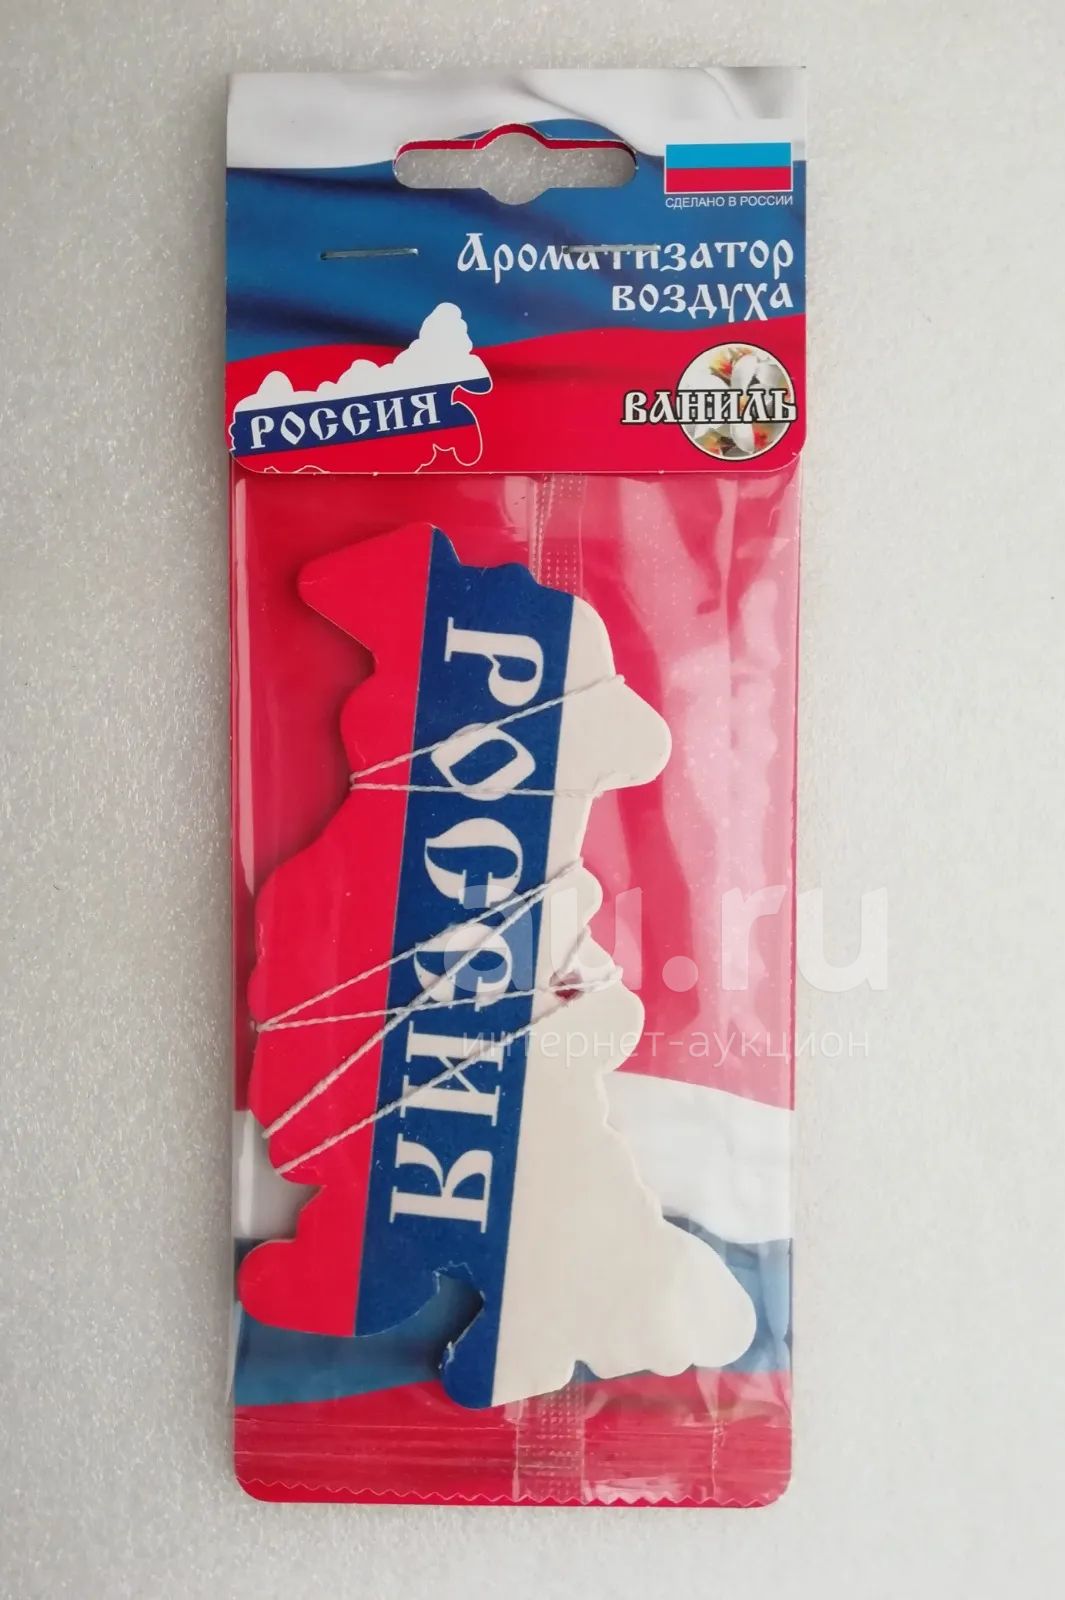 СДЕЛАНО В РОССИИ
Ароматизатор
воздуха
РОССИЯ
ВАНИЛЬ
РОССИЯ
au.ru
интернет-аукцион